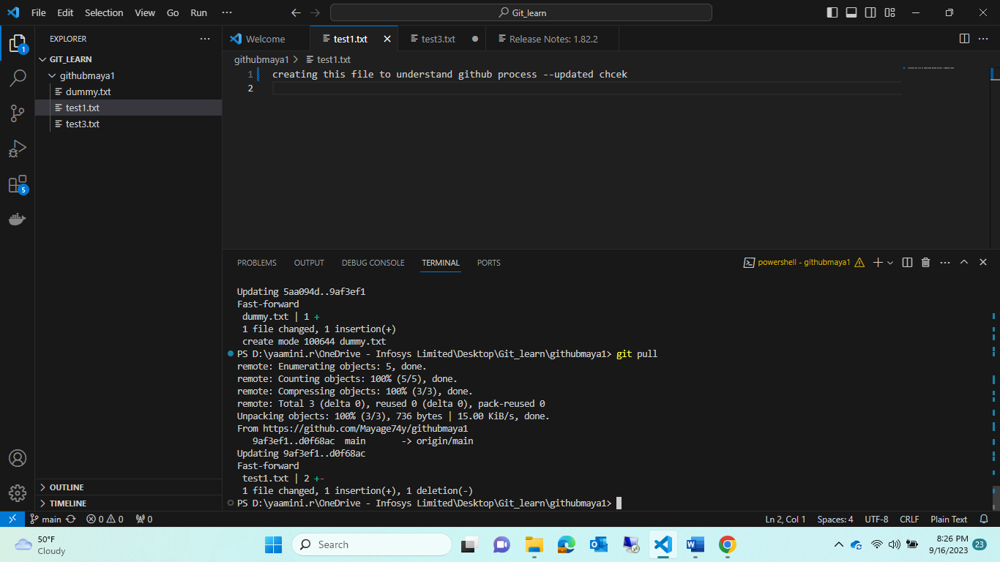 File Edit Selection View Go Run ···
Git_learn
EXPLORER
GIT_LEARN
githubmaya1
dummy.txt
test1.txt
test3.txt
OUTLINE
TIMELINE
1
5
Welcome
test1.txt
test3.txt
Release Notes: 1.82.2
githubmaya1 > test1.txt
1 creating this file to understand github process --updated chcek
2
PROBLEMS OUTPUT DEBUG CONSOLE TERMINAL PORTS
powershell - githubmaya1
Updating 5aa094d..9af3ef1
Fast-forward
dummy.txt | 1 +
1 file changed, 1 insertion(+)
create mode 100644 dummy.txt
PS D:\yaamini.r\OneDrive - Infosys Limited\Desktop\Git_learn\githubmaya1> git pull
remote: Enumerating objects: 5, done.
remote: Counting objects: 100% (5/5), done.
remote: Compressing objects: 100% (3/3), done.
remote: Total 3 (delta 0), reused 0 (delta 0), pack-reused 0
Unpacking objects: 100% (3/3), 736 bytes | 15.00 KiB/s, done.
From https://github.com/Mayage74y/githubmaya1
9af3ef1..d0f68ac main -> origin/main
Updating 9af3ef1..d0f68ac
Fast-forward
test1.txt | 2 +-
1 file changed, 1 insertion(+), 1 deletion(-)
PS D:\yaamini.r\OneDrive - Infosys Limited\Desktop\Git_learn\githubmaya1>
main 0 0 0
Ln 2, Col 1 Spaces: 4 UTF-8 CRLF Plain Text
50°F
Cloudy
Search
8:26 PM
9/16/2023
23